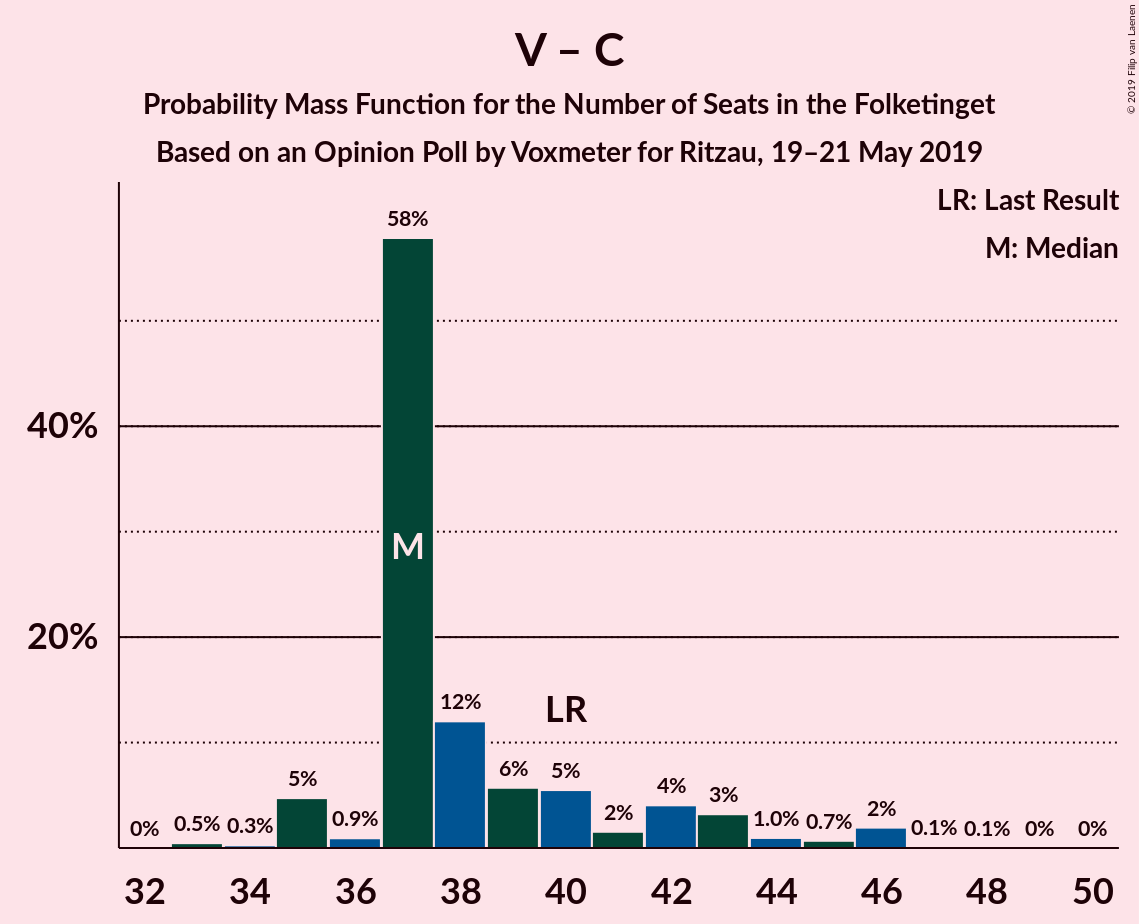 V – C
Probability Mass Function for the Number of Seats in the Folketinget
Based on an Opinion Poll by Voxmeter for Ritzau, 19–21 May 2019
© 2019 Filip van Laenen
LR: Last Result
M: Median
40%
20%
0%
0.5%
0.3%
5%
0.9%
58%
M
12%
6%
LR
5%
2%
4%
3%
1.0%
0.7%
2%
0.1%
0.1%
0%
0%
32 34 36 38 40 42 44 46 48 50